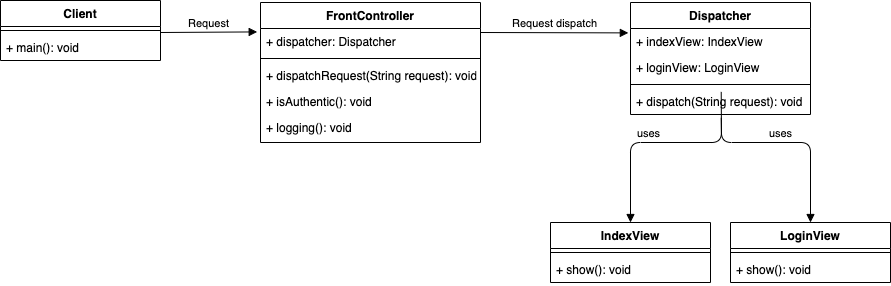 Client
+ main(): void
Request
FrontController
+ dispatcher: Dispatcher
+ dispatchRequest(String request): void
+ isAuthentic(): void
+ logging(): void
Request dispatch
Dispatcher
+ indexView: IndexView
+ loginView: LoginView
+ dispatch(String request): void
uses
uses
IndexView
+ show(): void
LoginView
+ show(): void